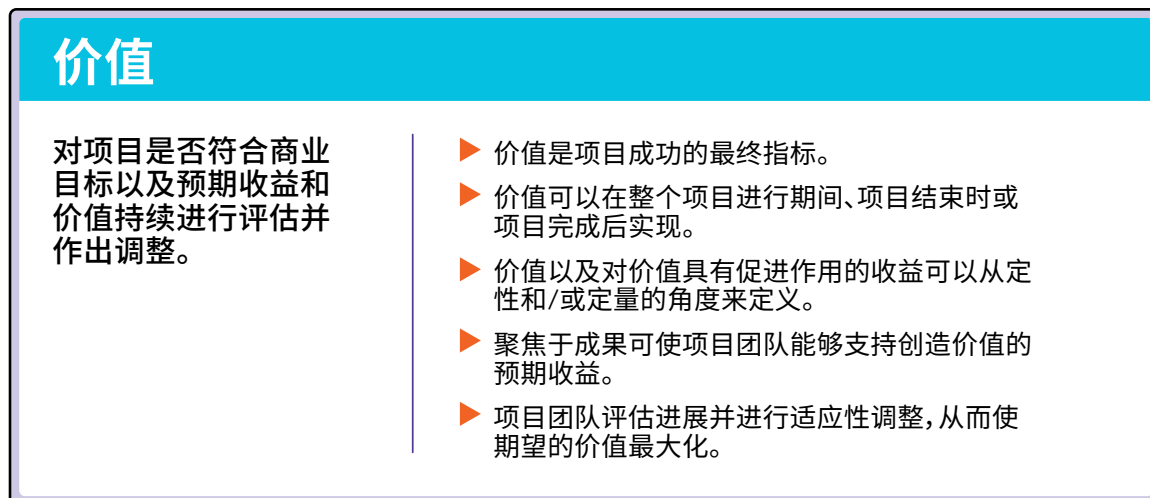 价值
对项目是否符合商业
目标以及预期收益和
价值持续进行评估并
作出调整。
价值是项目成功的最终指标。
价值可以在整个项目进行期间、项目结束时或
项目完成后实现。
价值以及对价值具有促进作用的收益可以从定
性和/或定量的角度来定义。
聚焦于成果可使项目团队能够支持创造价值的
预期收益。
项目团队评估进展并进行适应性调整，从而使
期望的价值最大化。